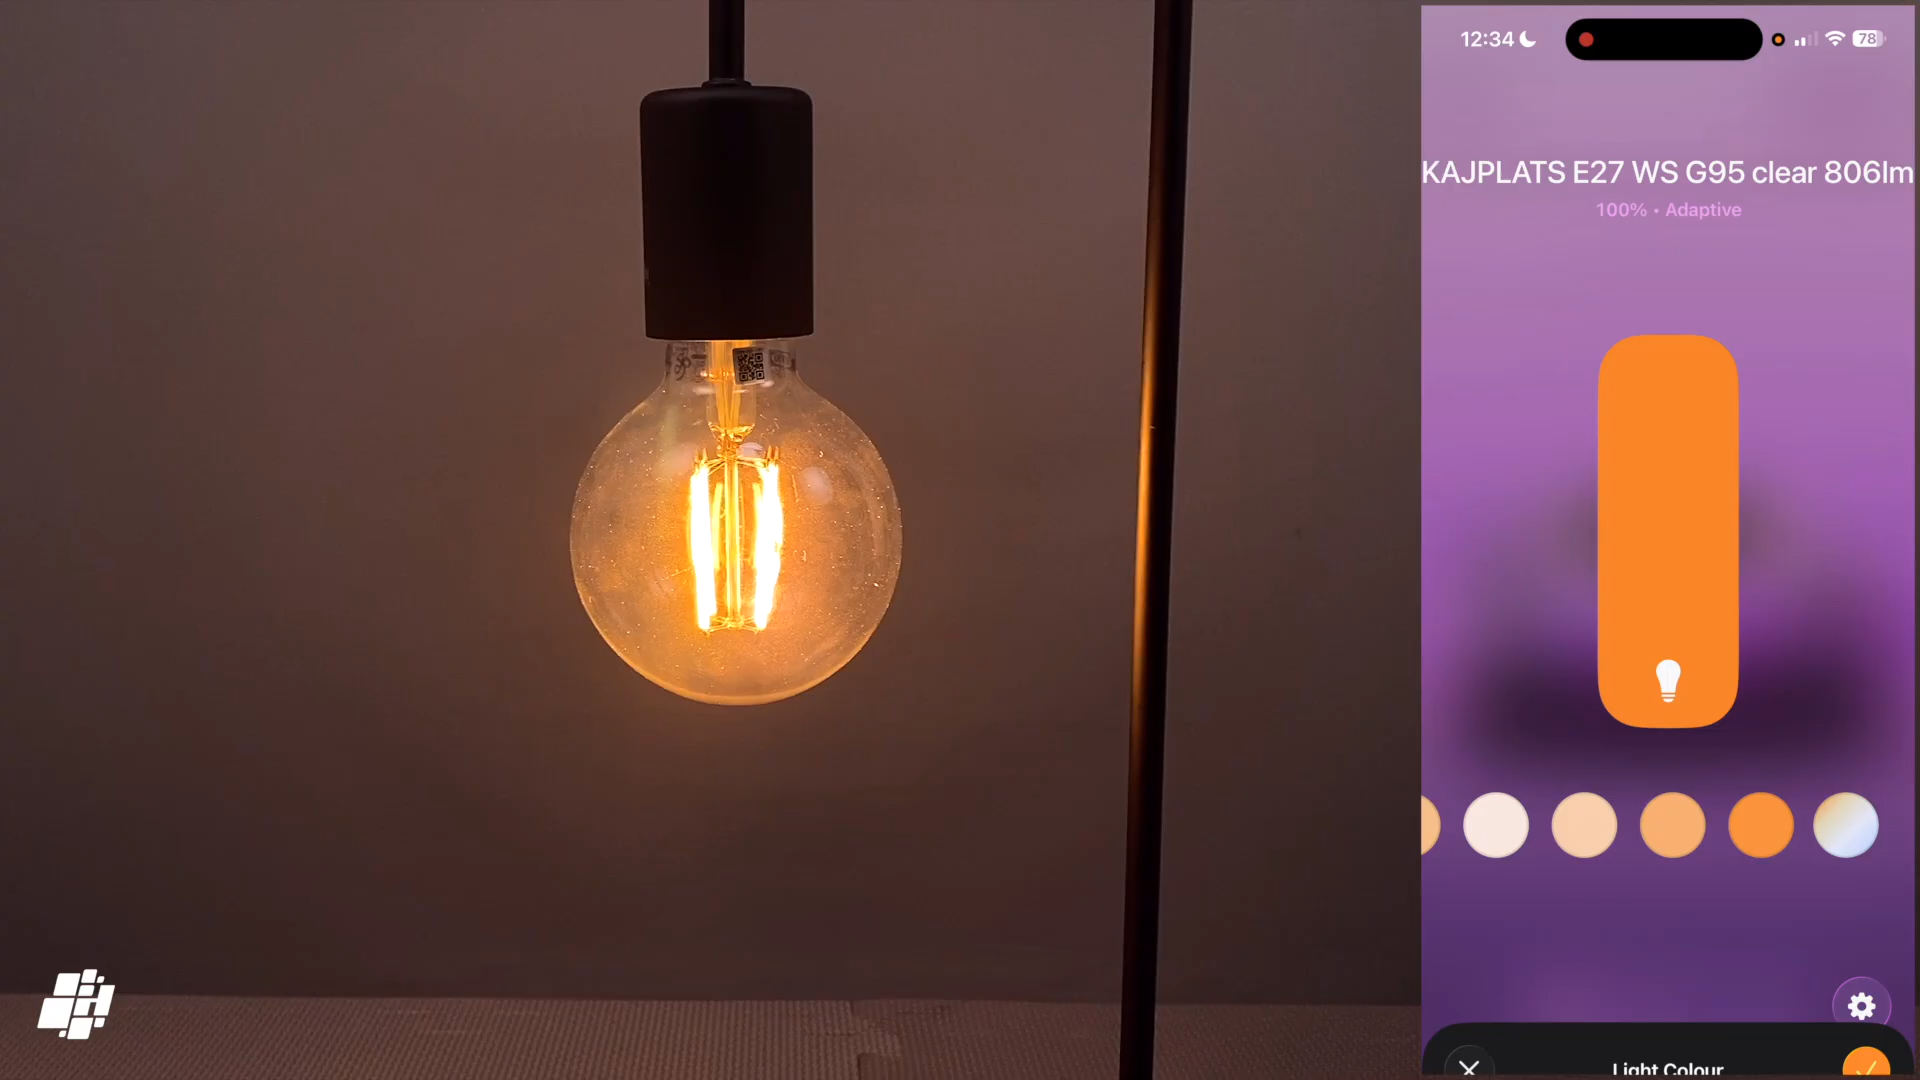 12:34
78
KAJPLATS E27 WS G95 clear 806lm
100% • Adaptive
Light Colour